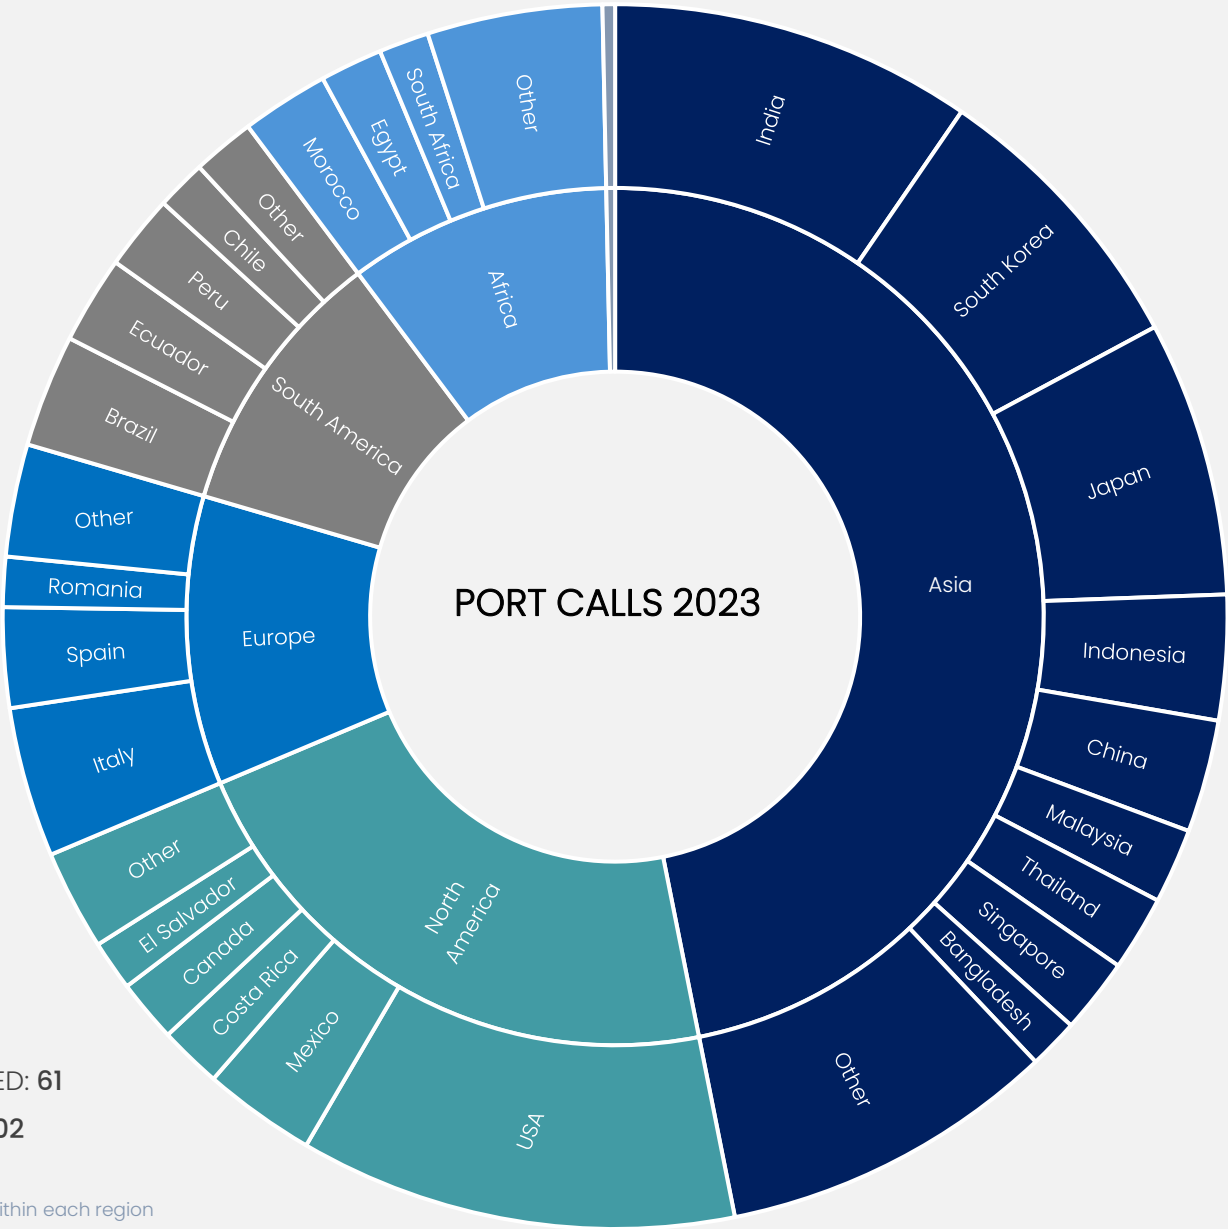 PORT CALLS 2023
Asia
India
South Korea
Japan
Indonesia
China
Malaysia
Thailand
Singapore
Bangladesh
Other
North
America
USA
Mexico
Costa Rica
Canada
El Salvador
Other
Europe
Italy
Spain
Romania
Other
South America
Brazil
Ecuador
Peru
Chile
Other
Africa
Morocco
Egypt
South Africa
Other
ED: 61
02
ithin each region